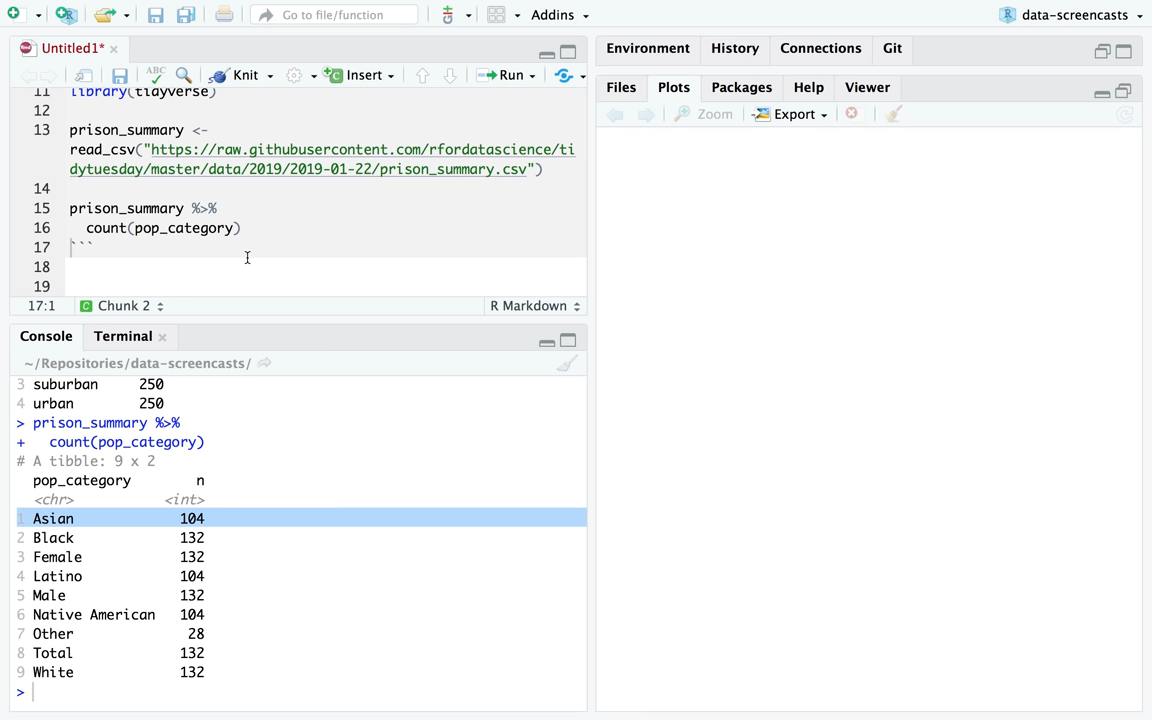 Go to file/function
Addins
data-screencasts
Untitled1*
Environment
History
Connections
Git
ABC
Knit
Insert
Run
Files
Plots
Packages
Help
Viewer
Zoom
Export
11 library(tidyverse)
12
13 prison_summary <-
read_csv("https://raw.githubusercontent.com/rfordatascience/ti
dytuesday/master/data/2019/2019-01-22/prison_summary.csv")
14
15 prison_summary %>%
16 count(pop_category)
17 ```
18
19
17:1 Chunk 2 R Markdown
Console
Terminal
~/Repositories/data-screencasts/
3 suburban 250
4 urban 250
> prison_summary %>%
+ count(pop_category)
# A tibble: 9 x 2
pop_category n
<chr> <int>
1 Asian 104
2 Black 132
3 Female 132
4 Latino 104
5 Male 132
6 Native American 104
7 Other 28
8 Total 132
9 White 132
>